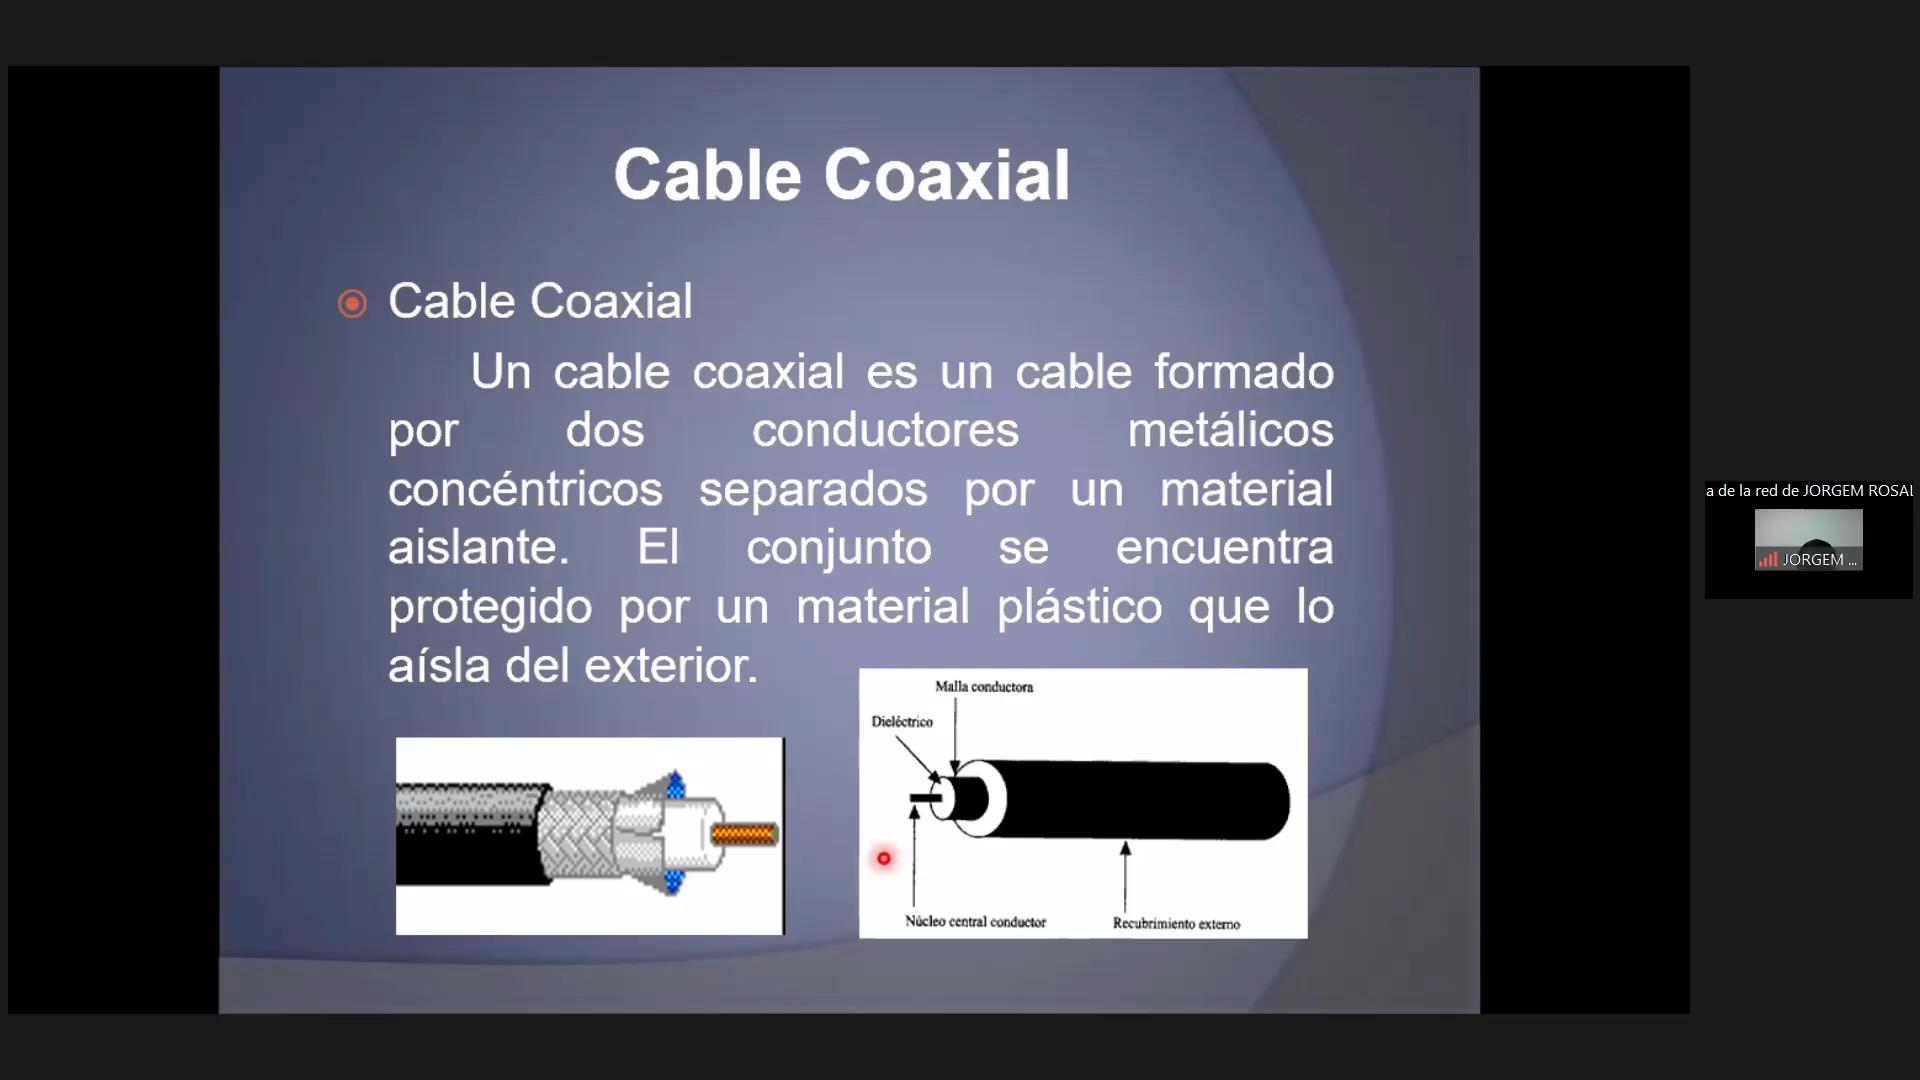 Cable Coaxial
Cable Coaxial
Un cable coaxial es un cable formado
por dos conductores metálicos
concéntricos separados por un material
aislante. El conjunto se encuentra
protegido por un material plástico que lo
aísla del exterior.
Malla conductora
Dieléctrico
Núcleo central conductor
Recubrimiento externo
a de la red de JORGEM ROSAL
JORGEM ...